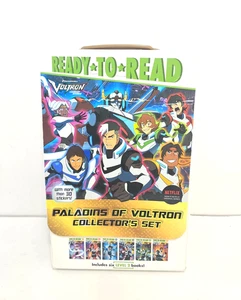 READY★TO★READ
VOLTRON
WITH MORE
THAN 30
STICKERS!
NETFLIX
PALADINS OF VOLTRON
COLLECTOR'S SET
Includes six LEVEL 2 books!